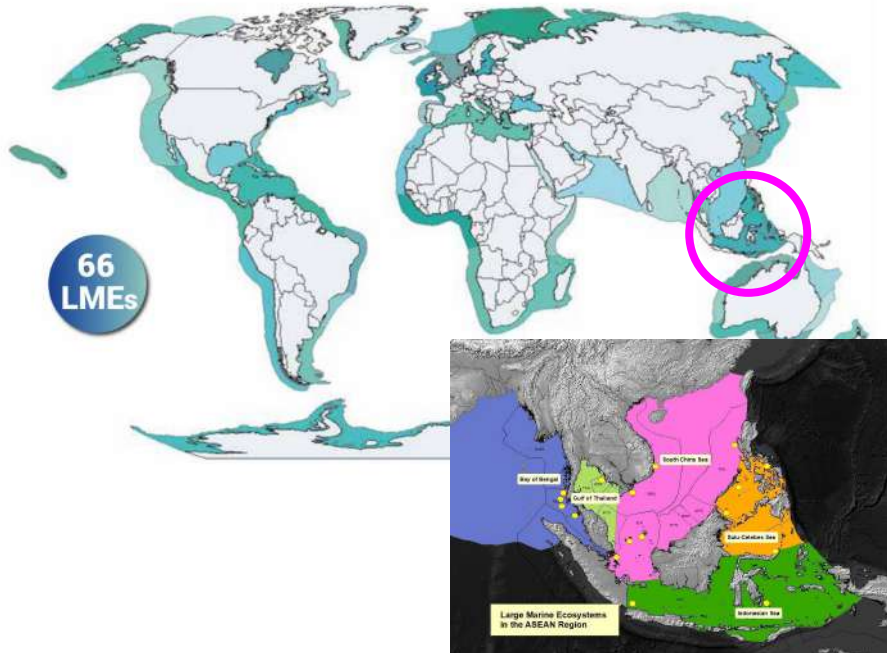 66
LMEs
South China Sea
Bay of Bengal
Gulf of Thailand
Sulu Celebes Sea
Indonesian Sea
Large Marine Ecosystems
in the ASEAN Region